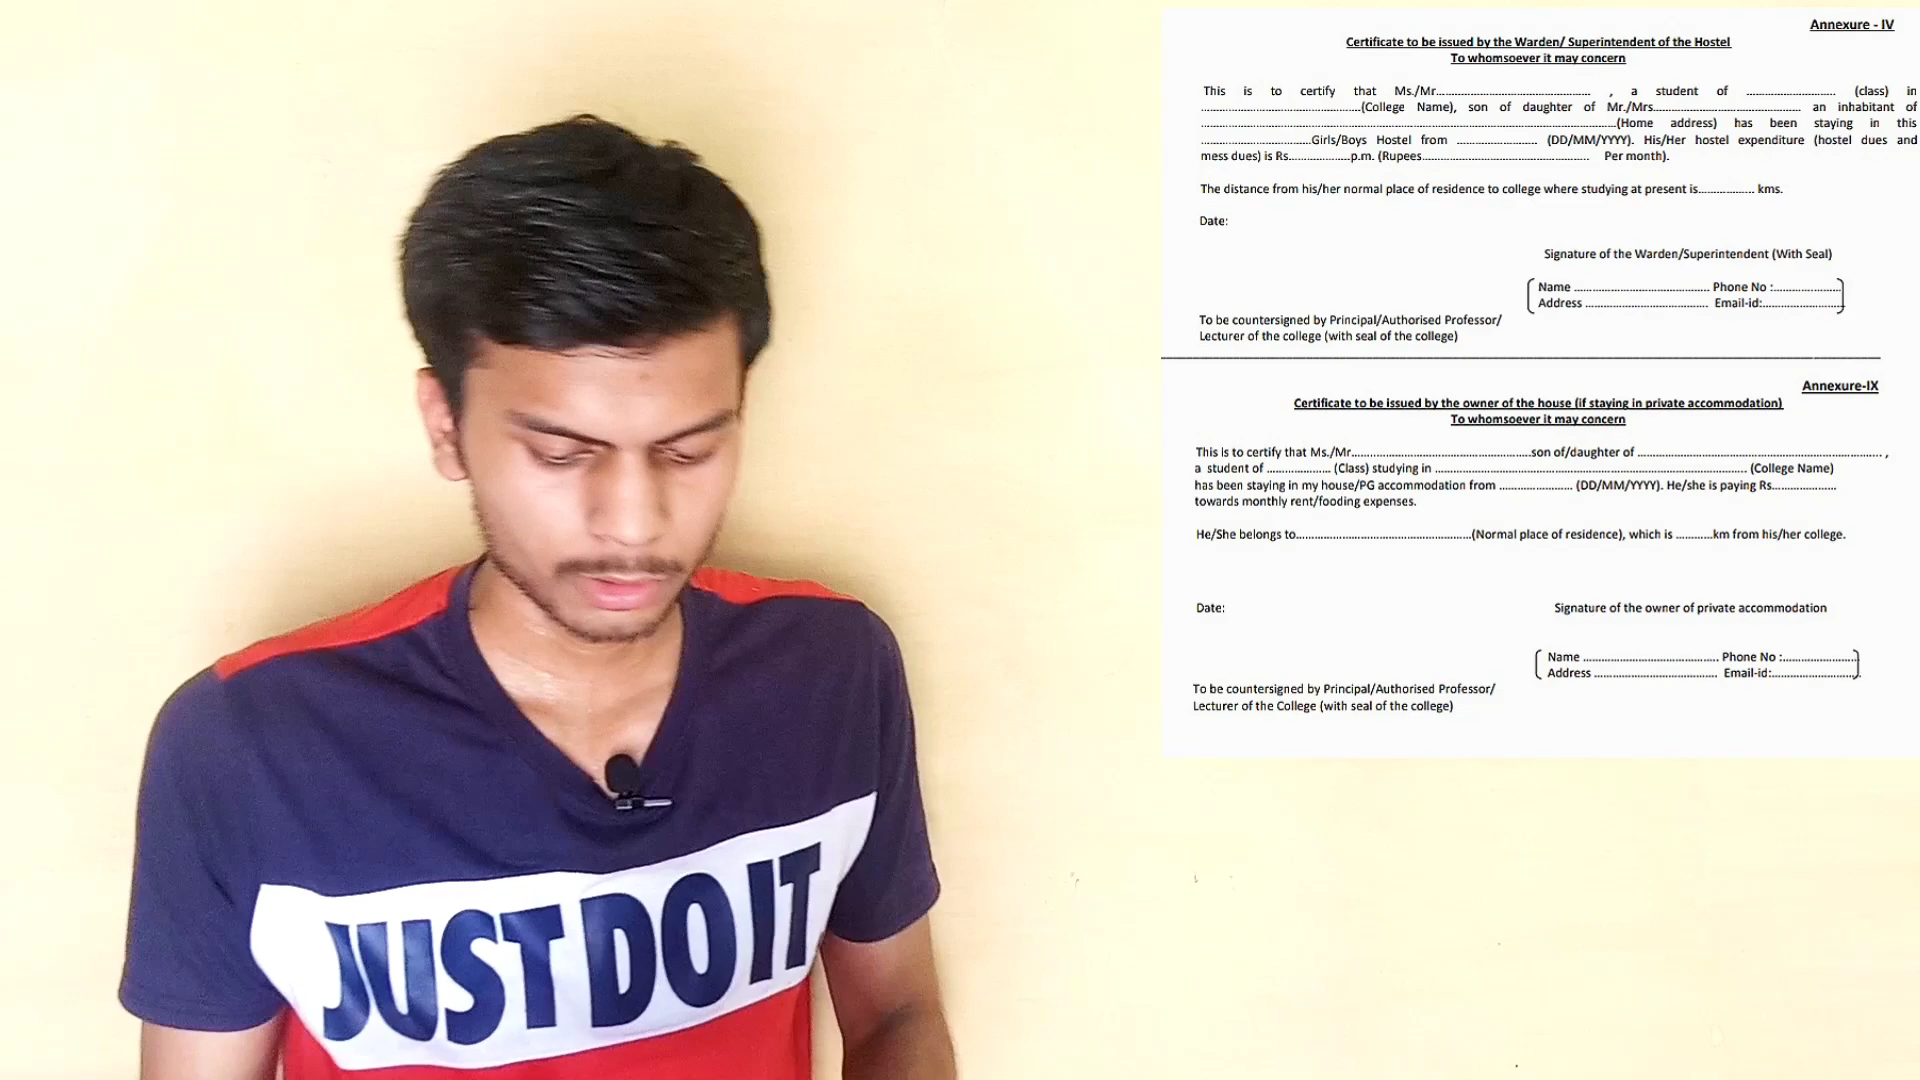 Annexure - IV
Certificate to be issued by the Warden/ Superintendent of the Hostel
To whomsoever it may concern
This is to certify that Ms./Mr.................................................... , a student of .............................. (class) in
......................................................(College Name), son of daughter of Mr./Mrs.................................................. an inhabitant of
..............................................................................................................................................(Home address) has been staying in this
.....................................Girls/Boys Hostel from ........................... (DD/MM/YYYY). His/Her hostel expenditure (hostel dues and
mess dues) is Rs.....................p.m. (Rupees........................................................ Per month).
The distance from his/her normal place of residence to college where studying at present is................... kms.
Date:
Signature of the Warden/Superintendent (With Seal)
Name .............................................. Phone No :.......................
Address .......................................... Email-id:...........................
To be countersigned by Principal/Authorised Professor/
Lecturer of the college (with seal of the college)
Annexure-IX
Certificate to be issued by the owner of the house (if staying in private accommodation)
To whomsoever it may concern
This is to certify that Ms./Mr.............................................................son of/daughter of .................................................................................. ,
a student of ...................... (Class) studying in ......................................................................................................... (College Name)
has been staying in my house/PG accommodation from ......................... (DD/MM/YYYY). He/she is paying Rs......................
towards monthly rent/fooding expenses.
He/She belongs to...........................................................(Normal place of residence), which is ............km from his/her college.
Date:
Signature of the owner of private accommodation
Name .............................................. Phone No :.........................
Address .......................................... Email-id:............................
To be countersigned by Principal/Authorised Professor/
Lecturer of the College (with seal of the college)
JUST DO IT